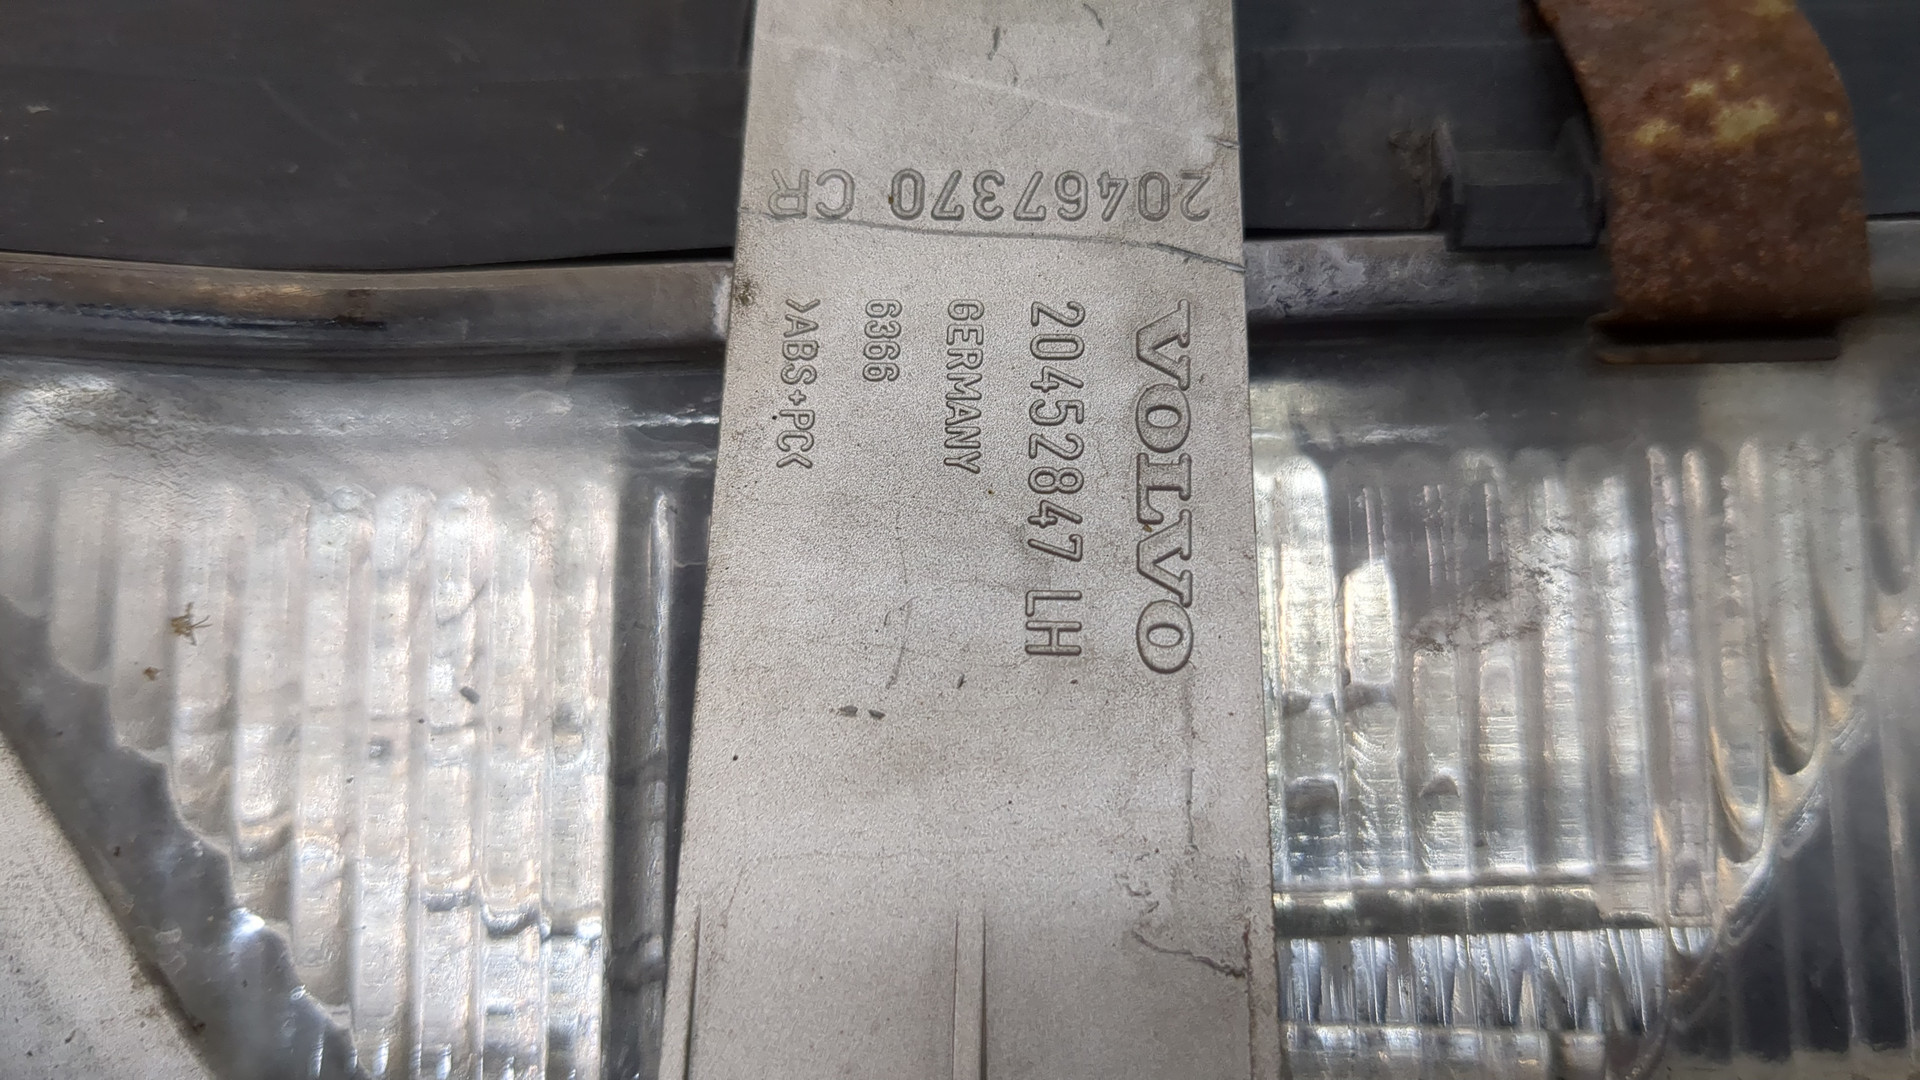 20467370 CR
VOLVO
20452847 LH
GERMANY
6366
>ABS+PC<